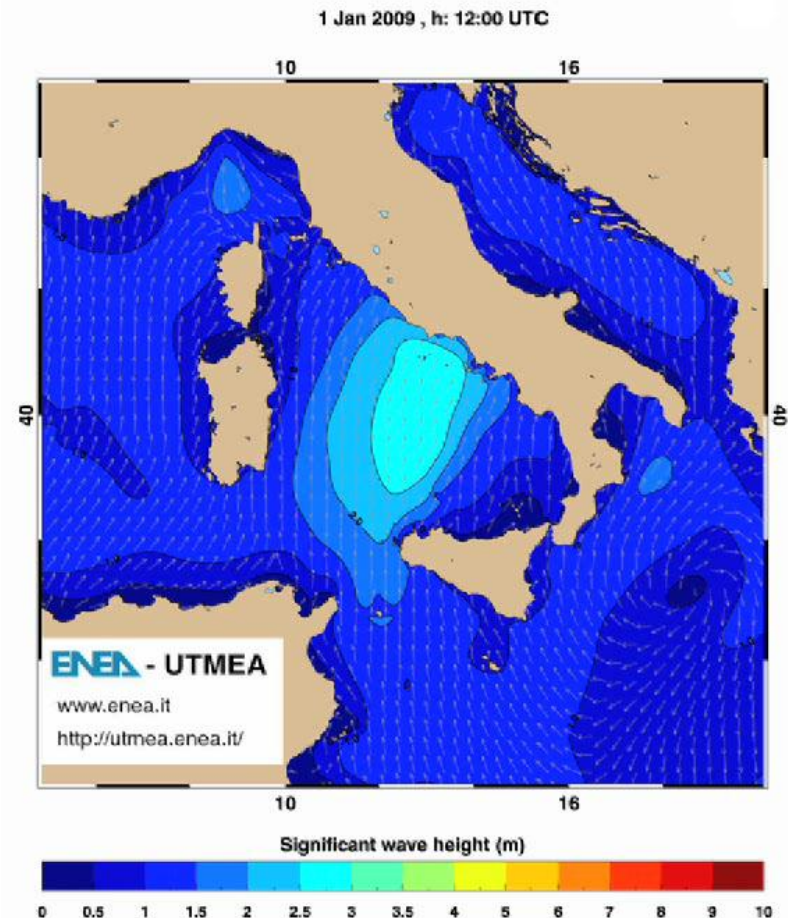 1 Jan 2009 , h: 12:00 UTC
10 16
40 40
ENEA - UTMEA
www.enea.it
http://utmea.enea.it/
10 16
Significant wave height (m)
0 0.5 1 1.5 2 2.5 3 3.5 4 4.5 5 6 7 8 9 10